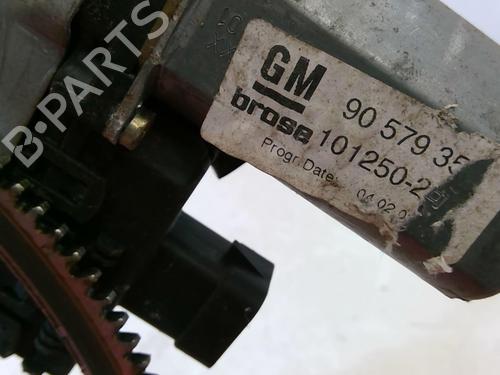 B-PARTS
GM
brose
90 579 35
101250-2
Progr. Date
04.02.0